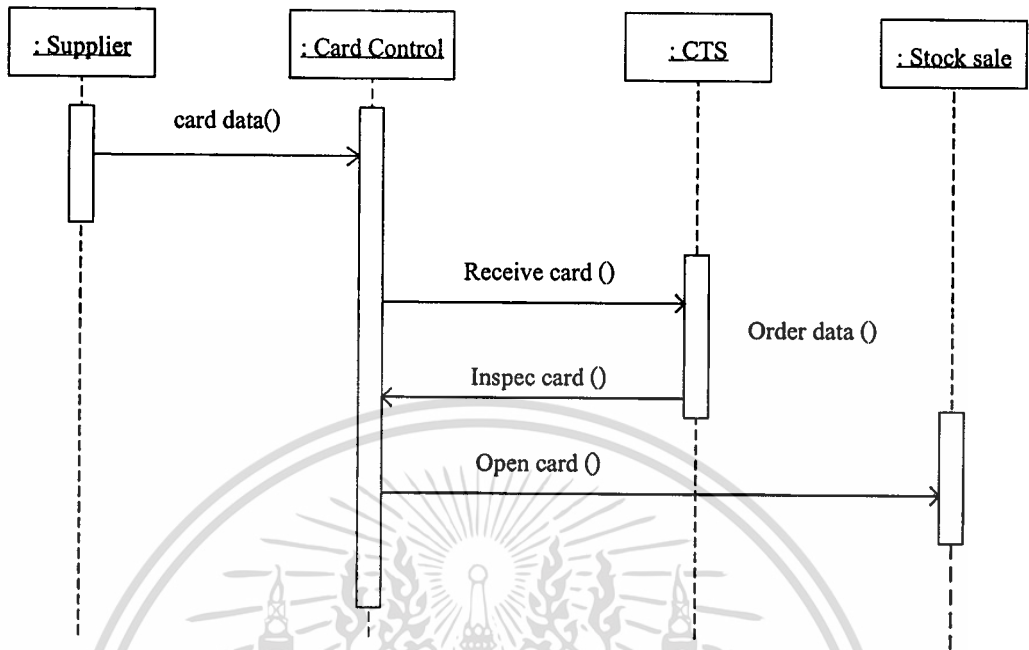 : Supplier
: Card Control
: CTS
: Stock sale
card data()
Receive card ()
Order data ()
Inspec card ()
Open card ()